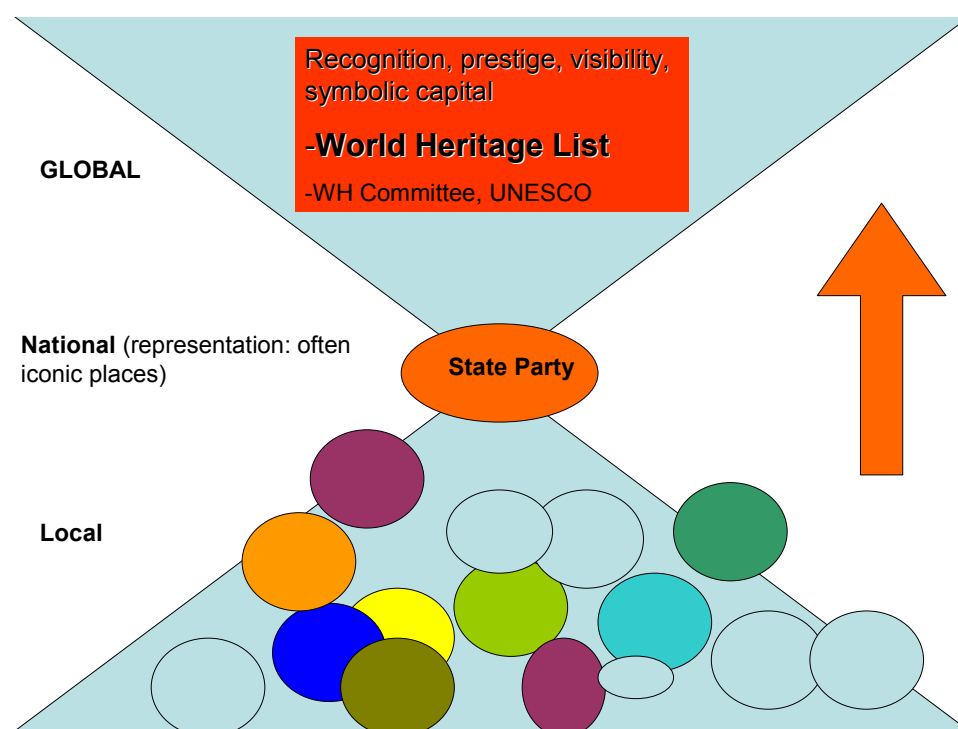 Recognition, prestige, visibility,
symbolic capital
-World Heritage List
-WH Committee, UNESCO
GLOBAL
National (representation: often
iconic places)
State Party
Local